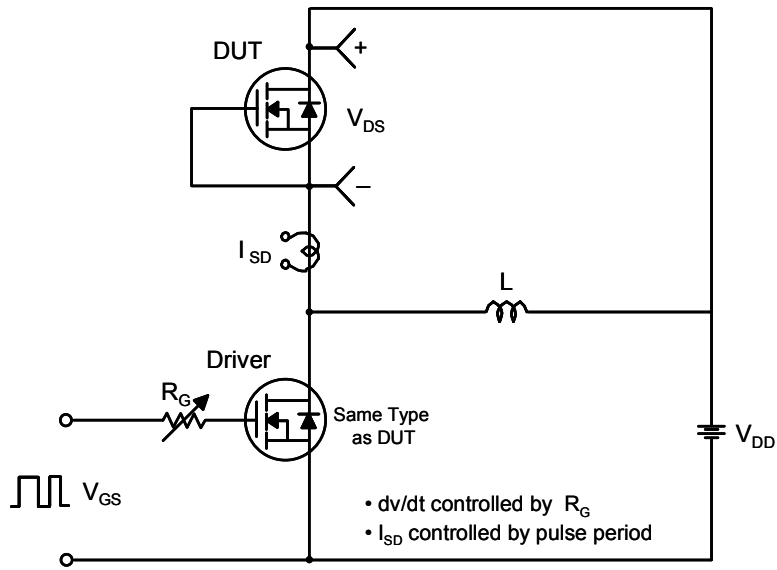 DUT
+
V_DS
–
I_SD
L
Driver
R_G
Same Type
as DUT
V_DD
V_GS
• dv/dt controlled by R_G
• I_SD controlled by pulse period